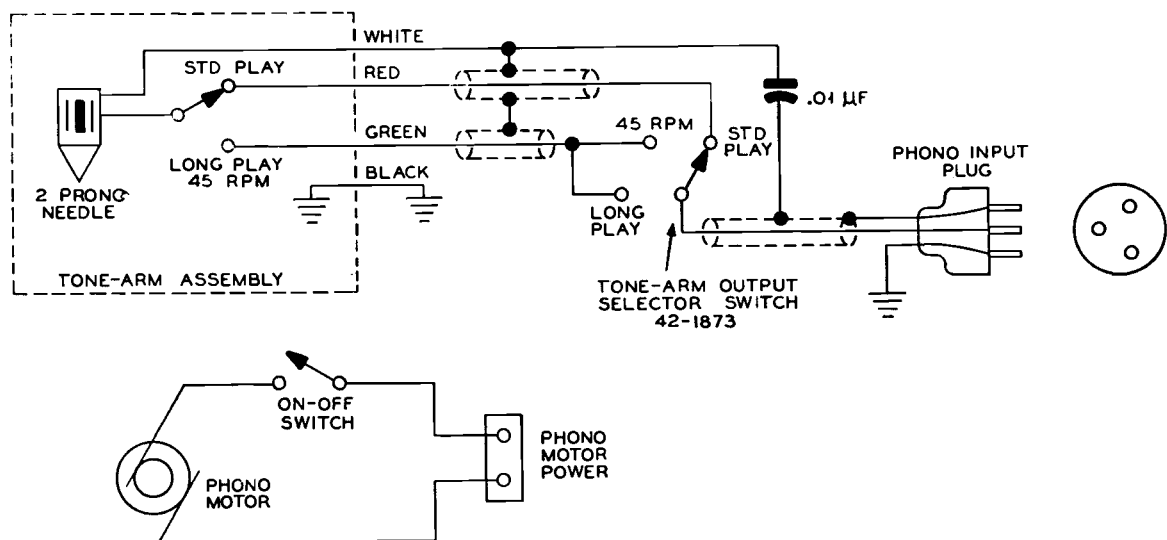 WHITE
STD PLAY
RED
.01 µF
45 RPM
STD
PLAY
GREEN
PHONO INPUT
PLUG
LONG PLAY
45 RPM
BLACK
2 PRONG
NEEDLE
LONG
PLAY
TONE-ARM ASSEMBLY
TONE-ARM OUTPUT
SELECTOR SWITCH
42-1873
ON-OFF
SWITCH
PHONO
MOTOR
POWER
PHONO
MOTOR